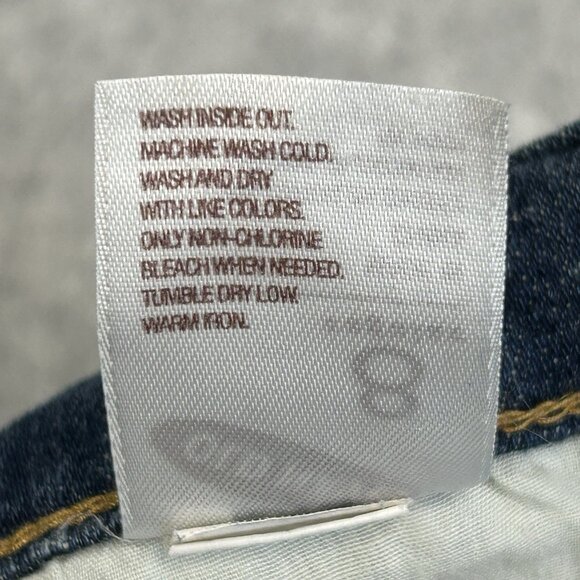 WASH INSIDE OUT.
MACHINE WASH COLD.
WASH AND DRY
WITH LIKE COLORS.
ONLY NON-CHLORINE
BLEACH WHEN NEEDED.
TUMBLE DRY LOW.
WARM IRON.
8